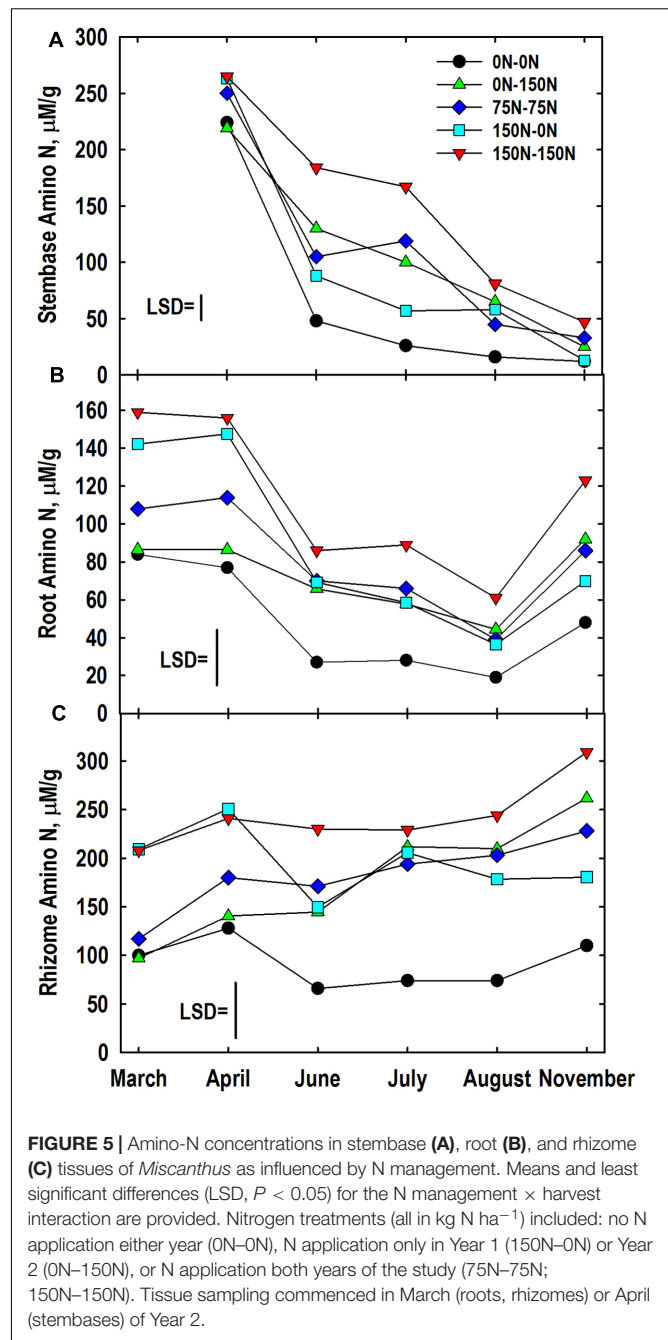 A
300
250
200
150
100
50
0
Stembase Amino N, µM/g
0N-0N
0N-150N
75N-75N
150N-0N
150N-150N
LSD=
B
160
140
120
100
80
60
40
20
0
Root Amino N, µM/g
LSD=
C
300
250
200
150
100
50
0
Rhizome Amino N, µM/g
LSD=
March April June July August November
FIGURE 5 | Amino-N concentrations in stembase (A), root (B), and rhizome
(C) tissues of Miscanthus as influenced by N management. Means and least
significant differences (LSD, P < 0.05) for the N management × harvest
interaction are provided. Nitrogen treatments (all in kg N ha−1) included: no N
application either year (0N–0N), N application only in Year 1 (150N–0N) or Year
2 (0N–150N), or N application both years of the study (75N–75N;
150N–150N). Tissue sampling commenced in March (roots, rhizomes) or April
(stembases) of Year 2.